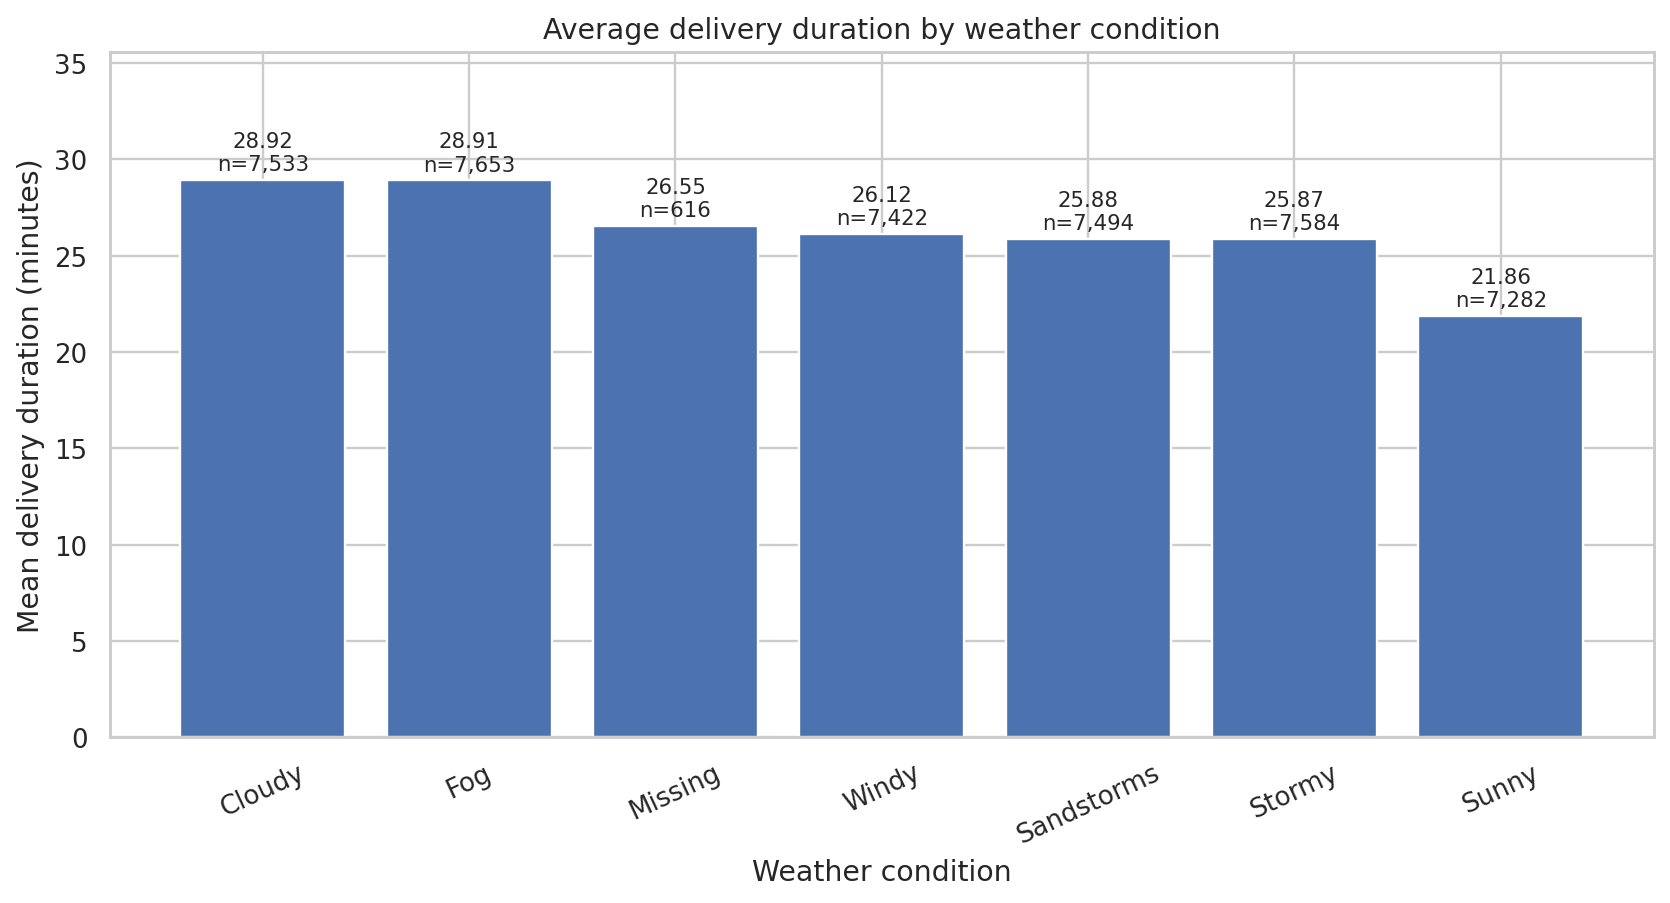 Average delivery duration by weather condition
Mean delivery duration (minutes)
35
30
25
20
15
10
5
0
28.92
n=7,533
28.91
n=7,653
26.55
n=616
26.12
n=7,422
25.88
n=7,494
25.87
n=7,584
21.86
n=7,282
Cloudy
Fog
Missing
Windy
Sandstorms
Stormy
Sunny
Weather condition